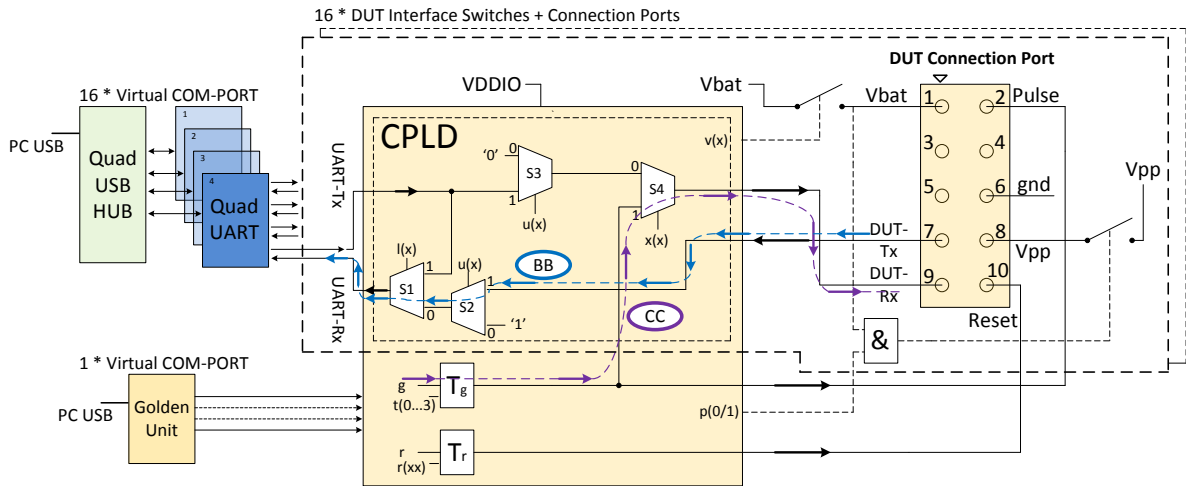 16 * DUT Interface Switches + Connection Ports
DUT Connection Port
VDDIO
Vbat
Vbat
1
2
Pulse
16 * Virtual COM-PORT
1
2
3
4
PC USB
Quad
USB
HUB
Quad
UART
UART-Tx
UART-Rx
CPLD
'0'
0
1
S3
u(x)
0
1
S4
x(x)
v(x)
3
4
Vpp
5
6
gnd
l(x)
1
0
S1
u(x)
1
0
S2
'1'
BB
CC
DUT-
Tx
7
8
Vpp
DUT-
Rx
9
10
Reset
&
1 * Virtual COM-PORT
PC USB
Golden
Unit
g
t(0...3)
Tg
p(0/1)
r
r(xx)
Tr